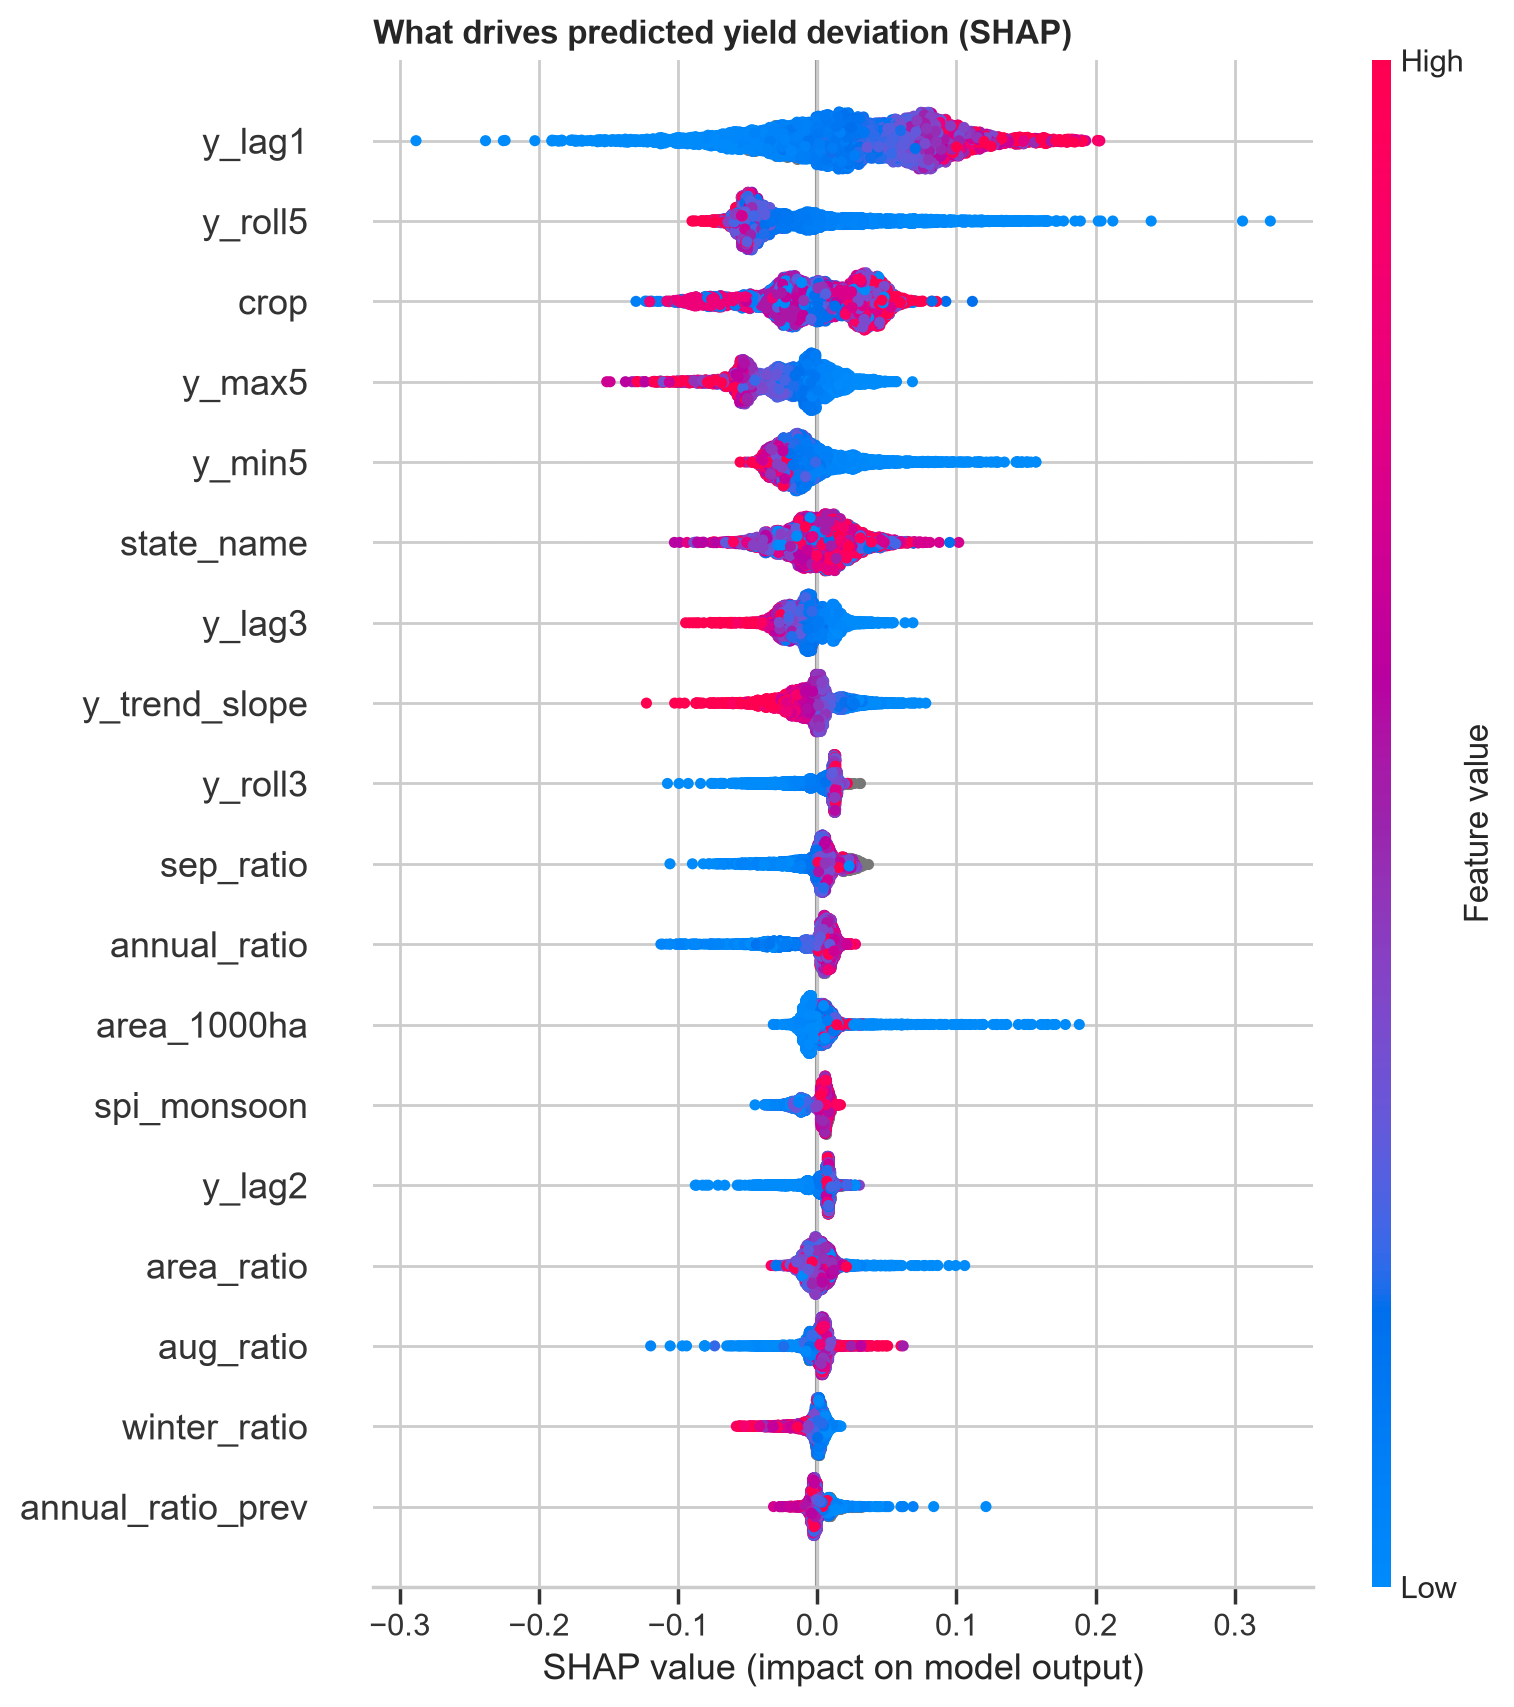 What drives predicted yield deviation (SHAP)
High
y_lag1
y_roll5
crop
y_max5
y_min5
state_name
y_lag3
y_trend_slope
y_roll3
sep_ratio
annual_ratio
area_1000ha
spi_monsoon
y_lag2
area_ratio
aug_ratio
winter_ratio
annual_ratio_prev
Feature value
Low
−0.3 −0.2 −0.1 0.0 0.1 0.2 0.3
SHAP value (impact on model output)